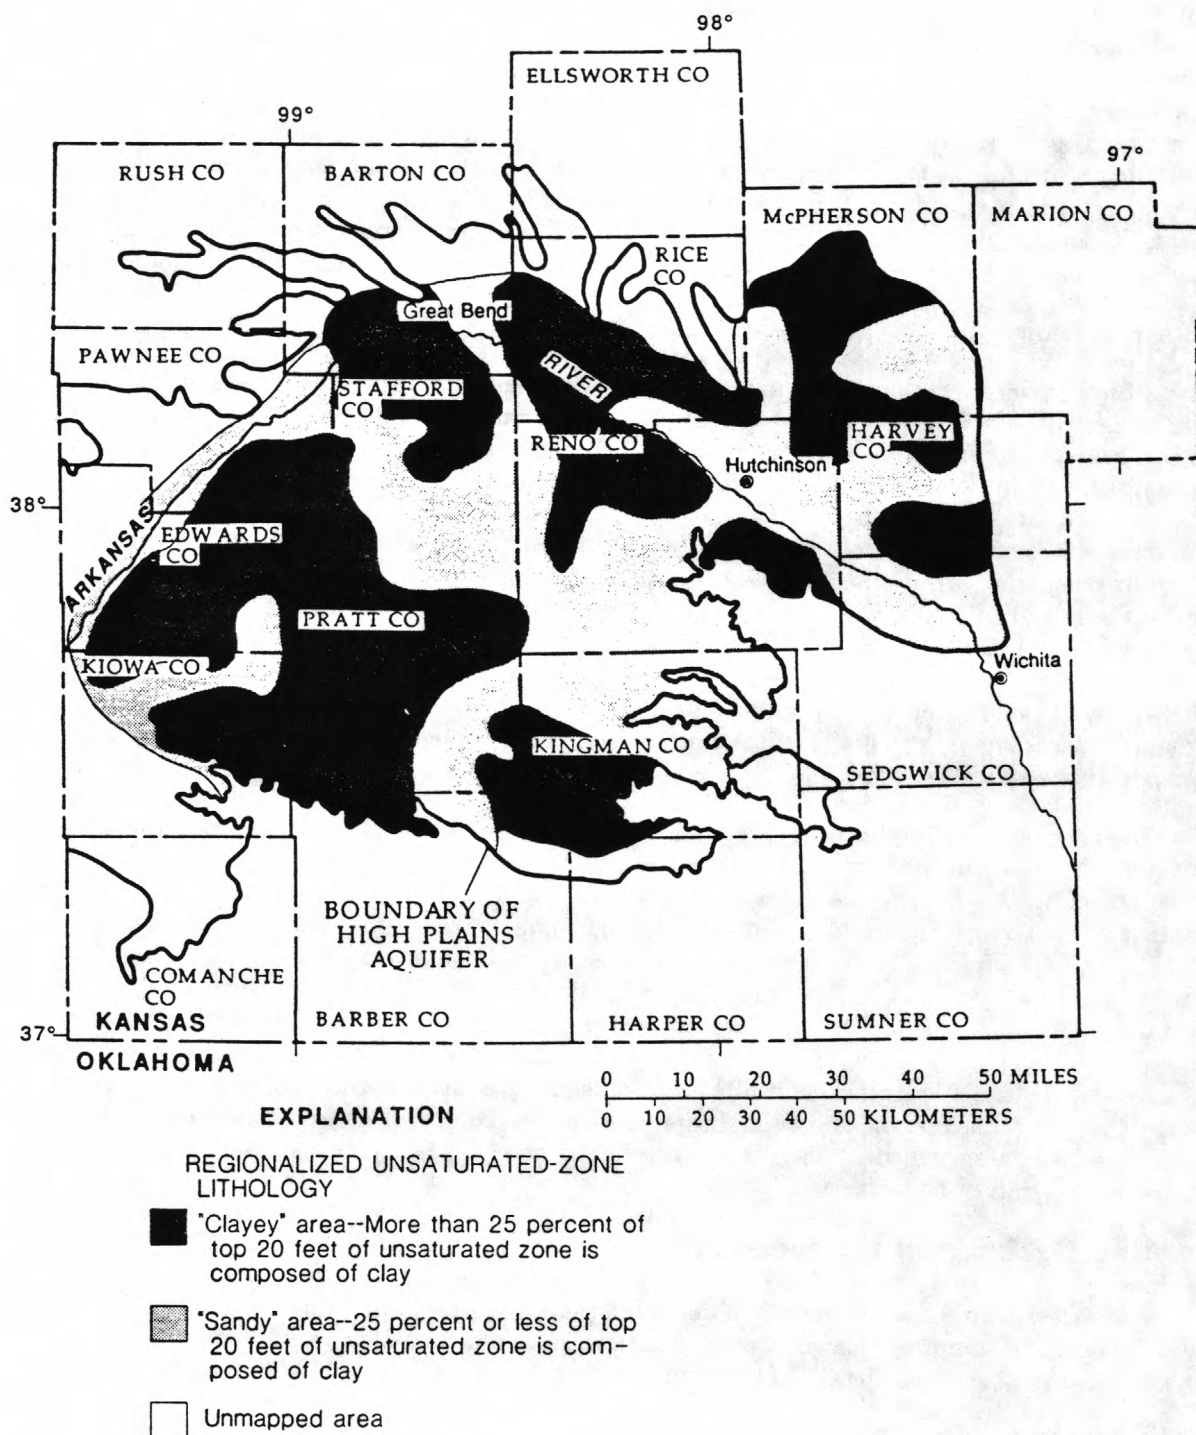 98°
ELLSWORTH CO
99°
97°
RUSH CO
BARTON CO
McPHERSON CO
MARION CO
RICE
CO
Great Bend
PAWNEE CO
RIVER
STAFFORD
CO
RENO CO
HARVEY
CO
Hutchinson
38°
ARKANSAS
EDWARDS
CO
PRATT CO
KIOWA CO
Wichita
KINGMAN CO
SEDGWICK CO
BOUNDARY OF
HIGH PLAINS
AQUIFER
COMANCHE
CO
37°
KANSAS
BARBER CO
HARPER CO
SUMNER CO
OKLAHOMA
0 10 20 30 40 50 MILES
0 10 20 30 40 50 KILOMETERS
EXPLANATION
REGIONALIZED UNSATURATED-ZONE
LITHOLOGY
"Clayey" area--More than 25 percent of
top 20 feet of unsaturated zone is
composed of clay
"Sandy" area--25 percent or less of top
20 feet of unsaturated zone is com-
posed of clay
Unmapped area